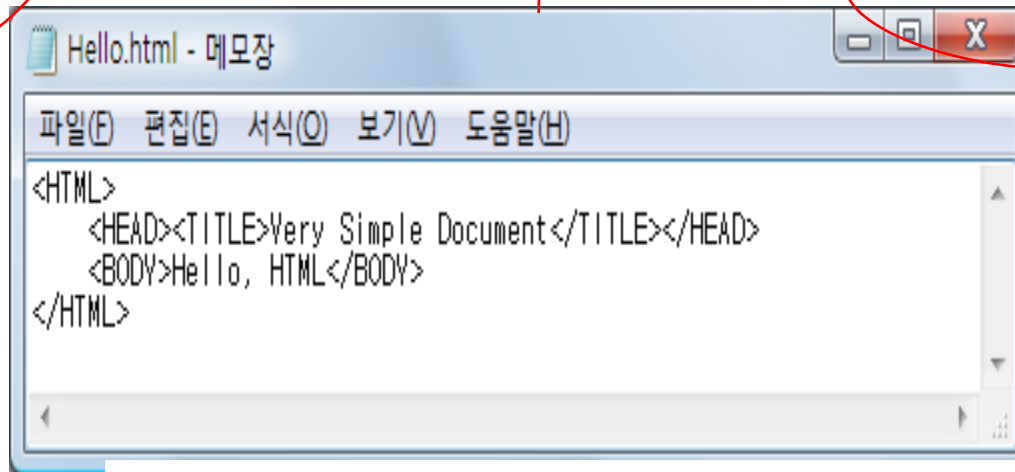 Hello.html - 메모장
파일(F) 편집(E) 서식(O) 보기(V) 도움말(H)
<HTML>
    <HEAD><TITLE>Very Simple Document</TITLE></HEAD>
    <BODY>Hello, HTML</BODY>
</HTML>